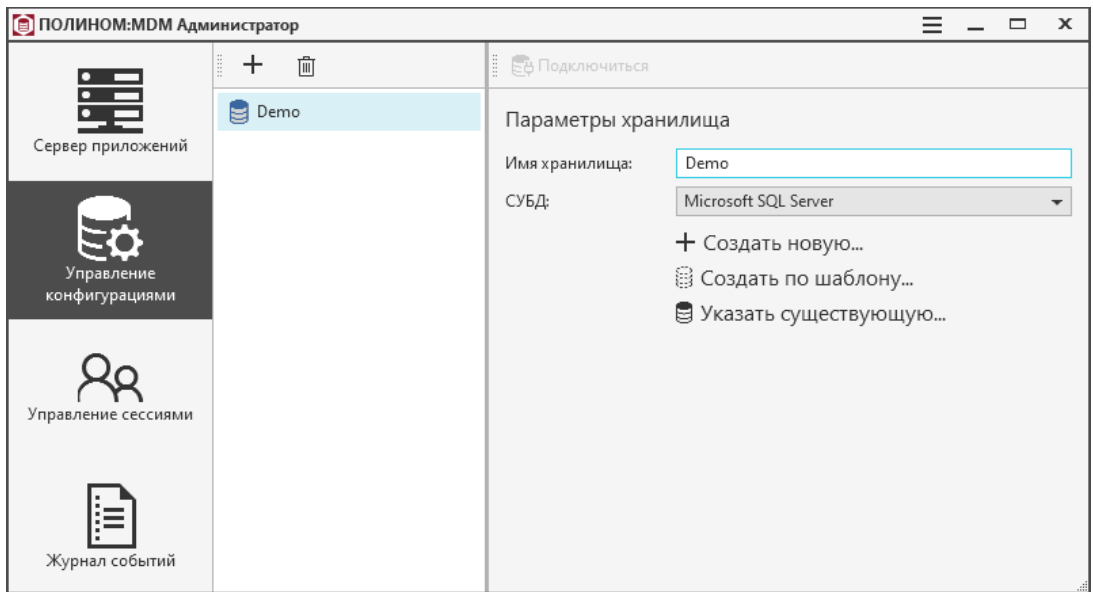 ПОЛИНОМ:MDM Администратор
Сервер приложений
Управление
конфигурациями
Управление сессиями
Журнал событий
Demo
Подключиться
Параметры хранилища
Имя хранилища: Demo
СУБД: Microsoft SQL Server
Создать новую...
Создать по шаблону...
Указать существующую...